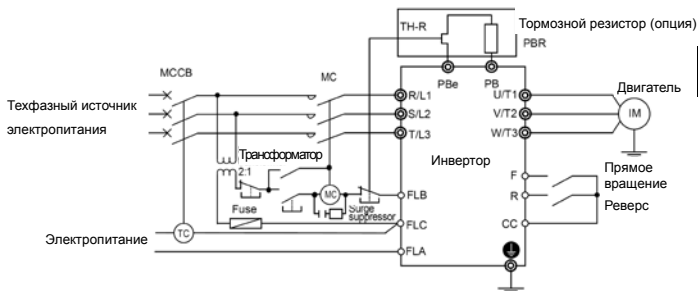 TH-R
Тормозной резистор (опция)
PBR
MCCB
MC
PBe
PB
Двигатель
Техфазный источник
электропитания
R/L1
S/L2
T/L3
U/T1
V/T2
W/T3
IM
Трансформатор
2:1
Инвертор
MC
FLB
F
R
CC
Прямое
вращение
Реверс
Fuse
Surge
suppressor
FLC
Электропитание
TC
FLA